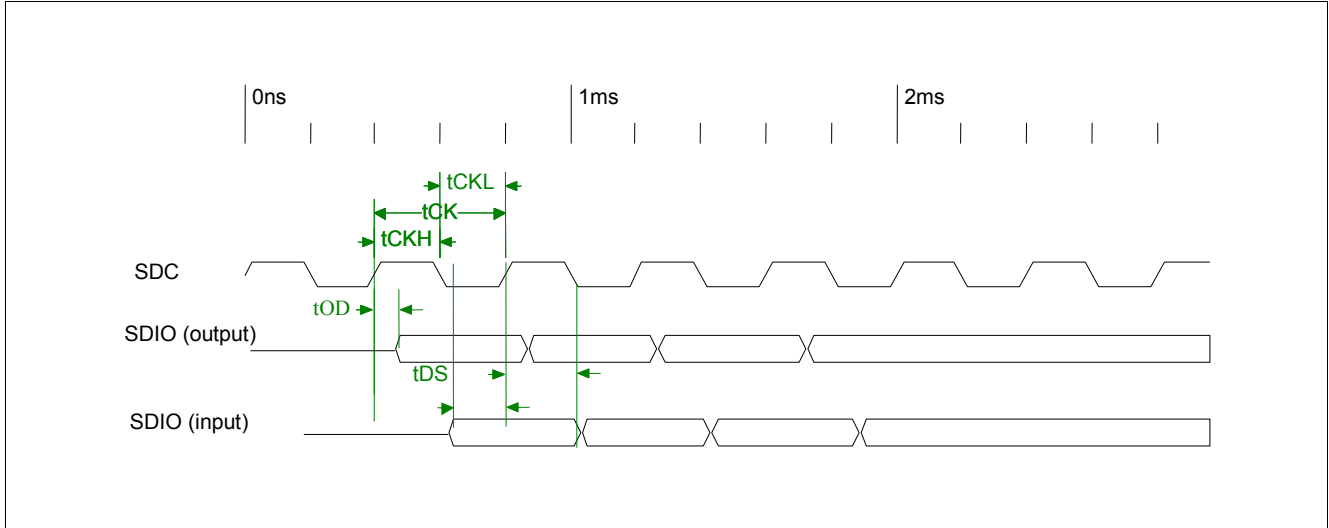 0ns 1ms 2ms
tCKL
tCK
tCKH
SDC
tOD
SDIO (output)
tDS
SDIO (input)